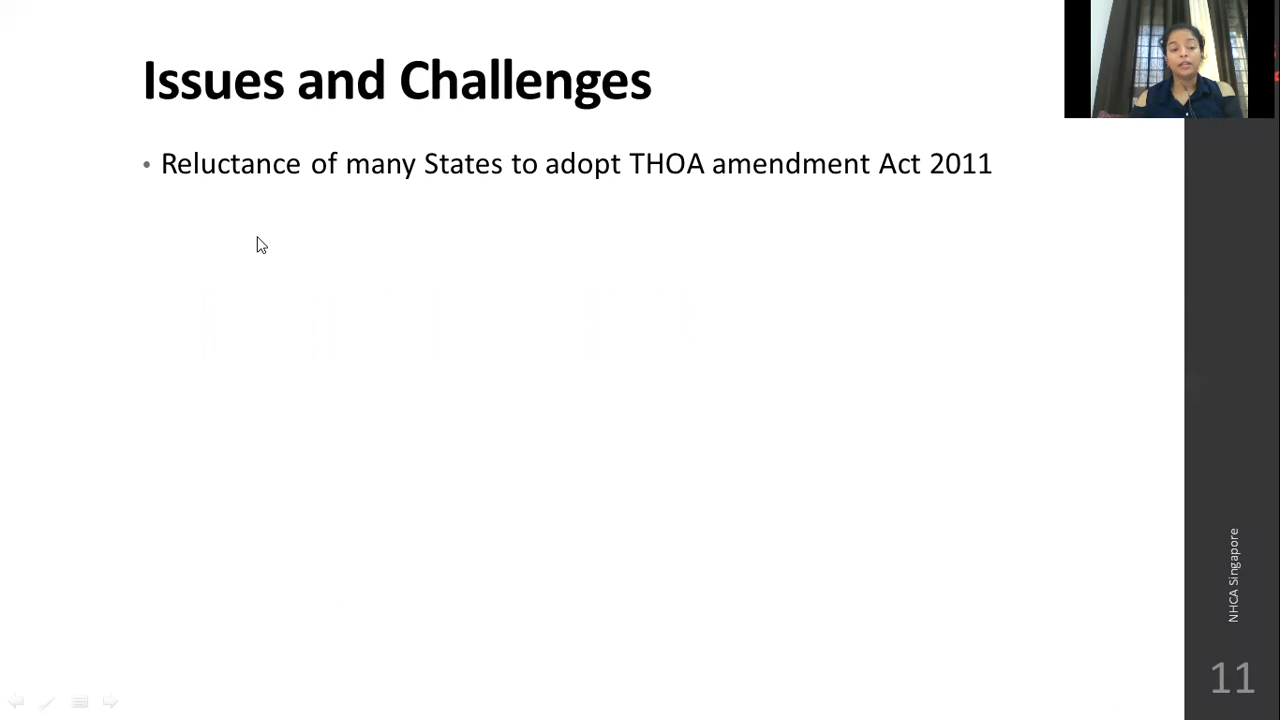 Issues and Challenges
• Reluctance of many States to adopt THOA amendment Act 2011
NHCA Singapore
11